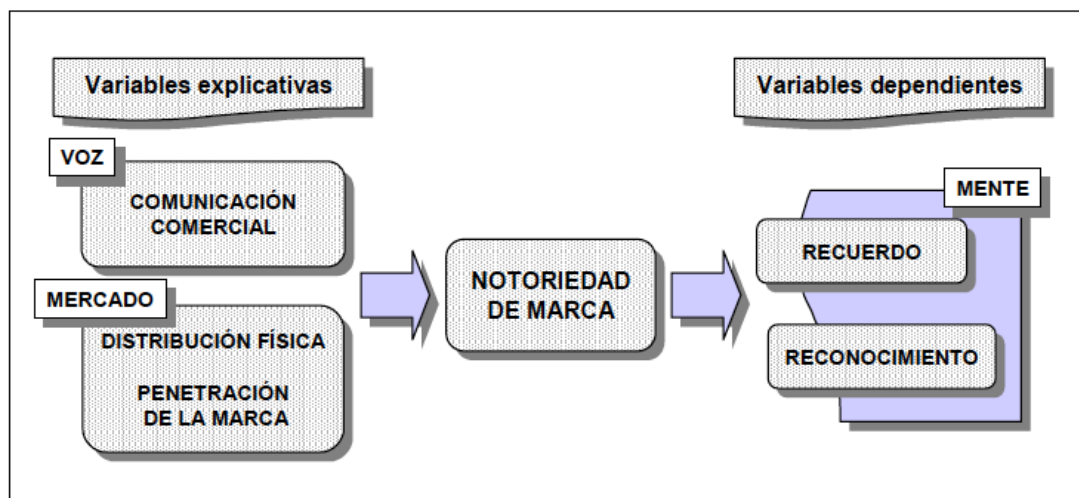 Variables explicativas
Variables dependientes
VOZ
COMUNICACIÓN
COMERCIAL
MERCADO
DISTRIBUCIÓN FÍSICA
PENETRACIÓN
DE LA MARCA
NOTORIEDAD
DE MARCA
MENTE
RECUERDO
RECONOCIMIENTO